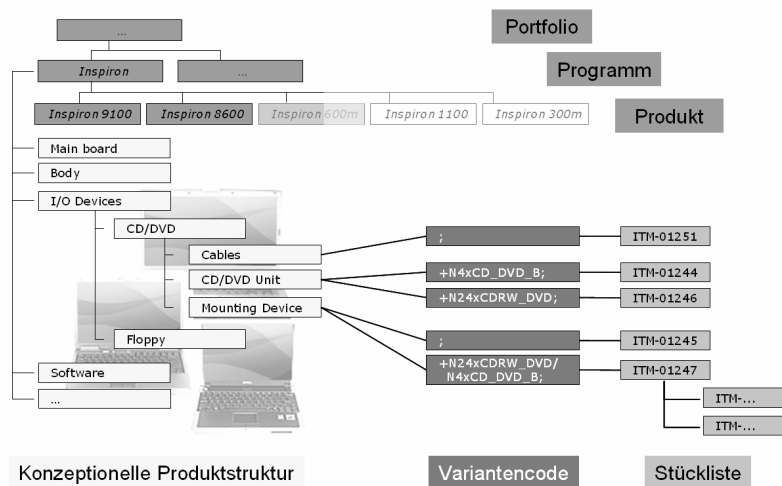 ...
Portfolio
Inspiron
...
Programm
Inspiron 9100
Inspiron 8600
Inspiron 600m
Inspiron 1100
Inspiron 300m
Produkt
Main board
Body
I/O Devices
CD/DVD
Cables
;
ITM-01251
CD/DVD Unit
+N4xCD_DVD_B;
ITM-01244
+N24xCDRW_DVD;
ITM-01246
Mounting Device
Floppy
;
ITM-01245
Software
+N24xCDRW_DVD/
N4xCD_DVD_B;
ITM-01247
...
ITM-...
ITM-...
Konzeptionelle Produktstruktur
Variantencode
Stückliste